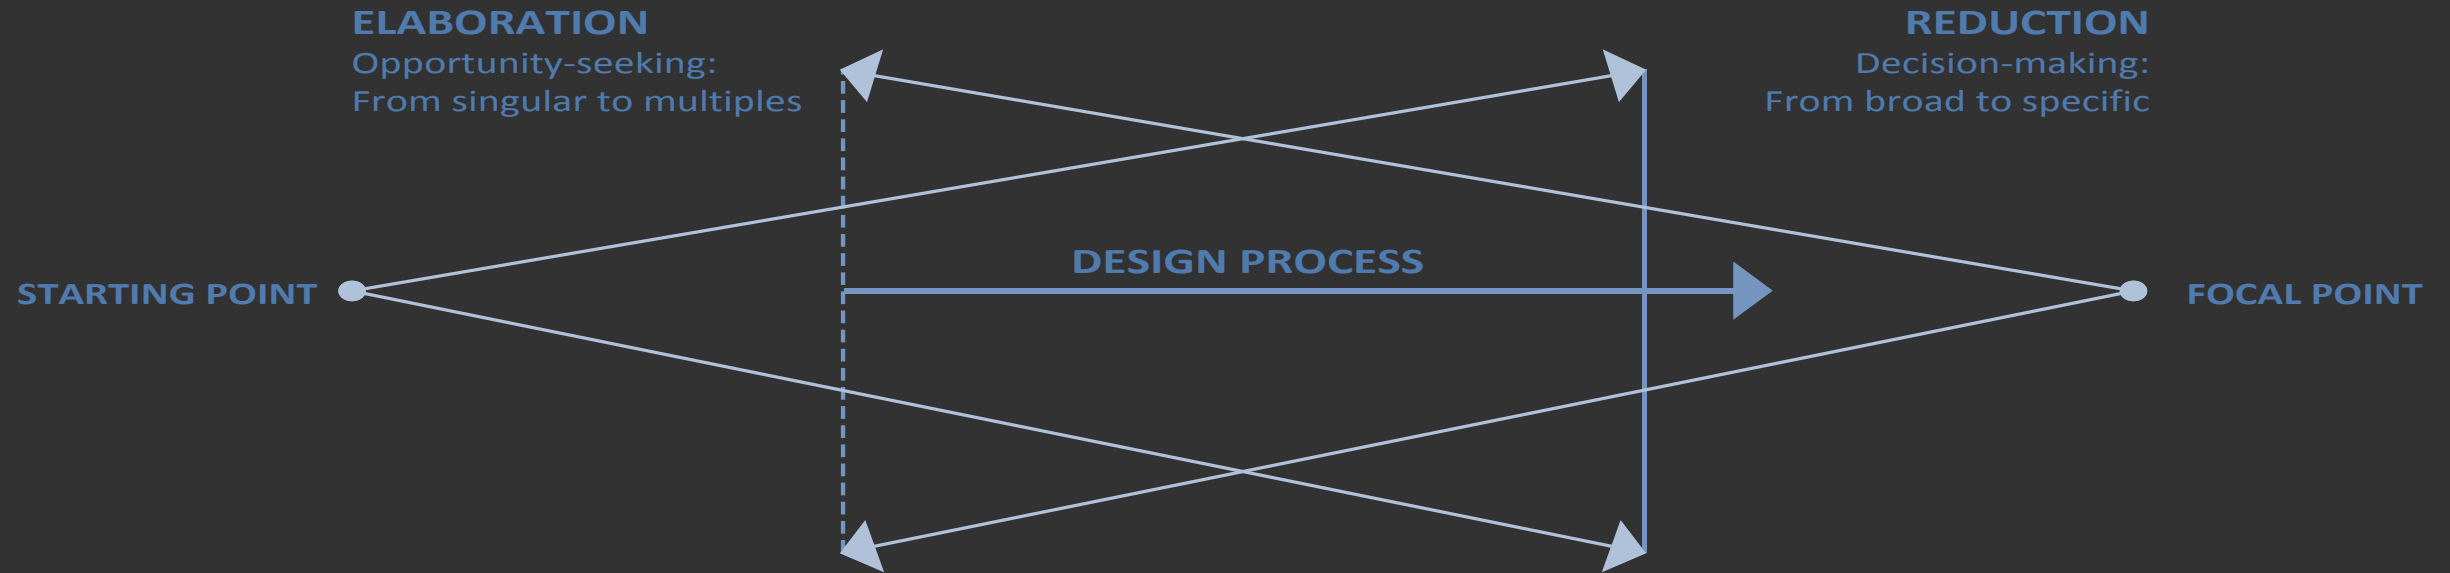 ELABORATION
Opportunity-seeking:
From singular to multiples
REDUCTION
Decision-making:
From broad to specific
DESIGN PROCESS
STARTING POINT
FOCAL POINT